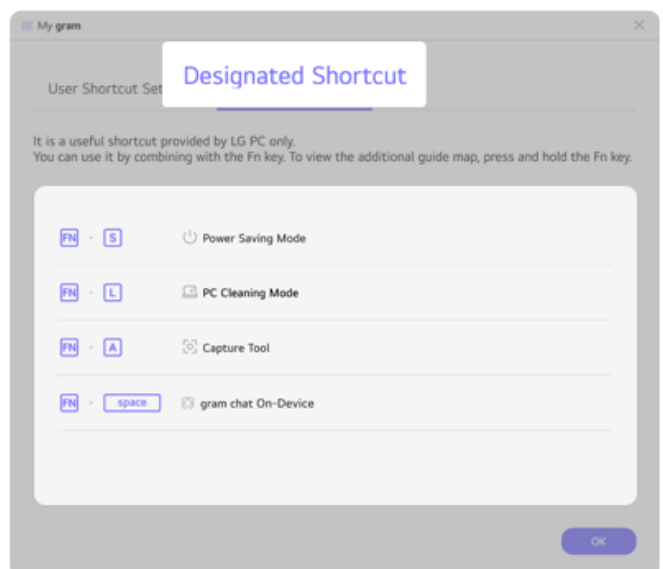 My gram
User Shortcut Set
Designated Shortcut
It is a useful shortcut provided by LG PC only.
You can use it by combining with the Fn key. To view the additional guide map, press and hold the Fn key.
FN - S Power Saving Mode
FN - L PC Cleaning Mode
FN - A Capture Tool
FN - space gram chat On-Device
OK